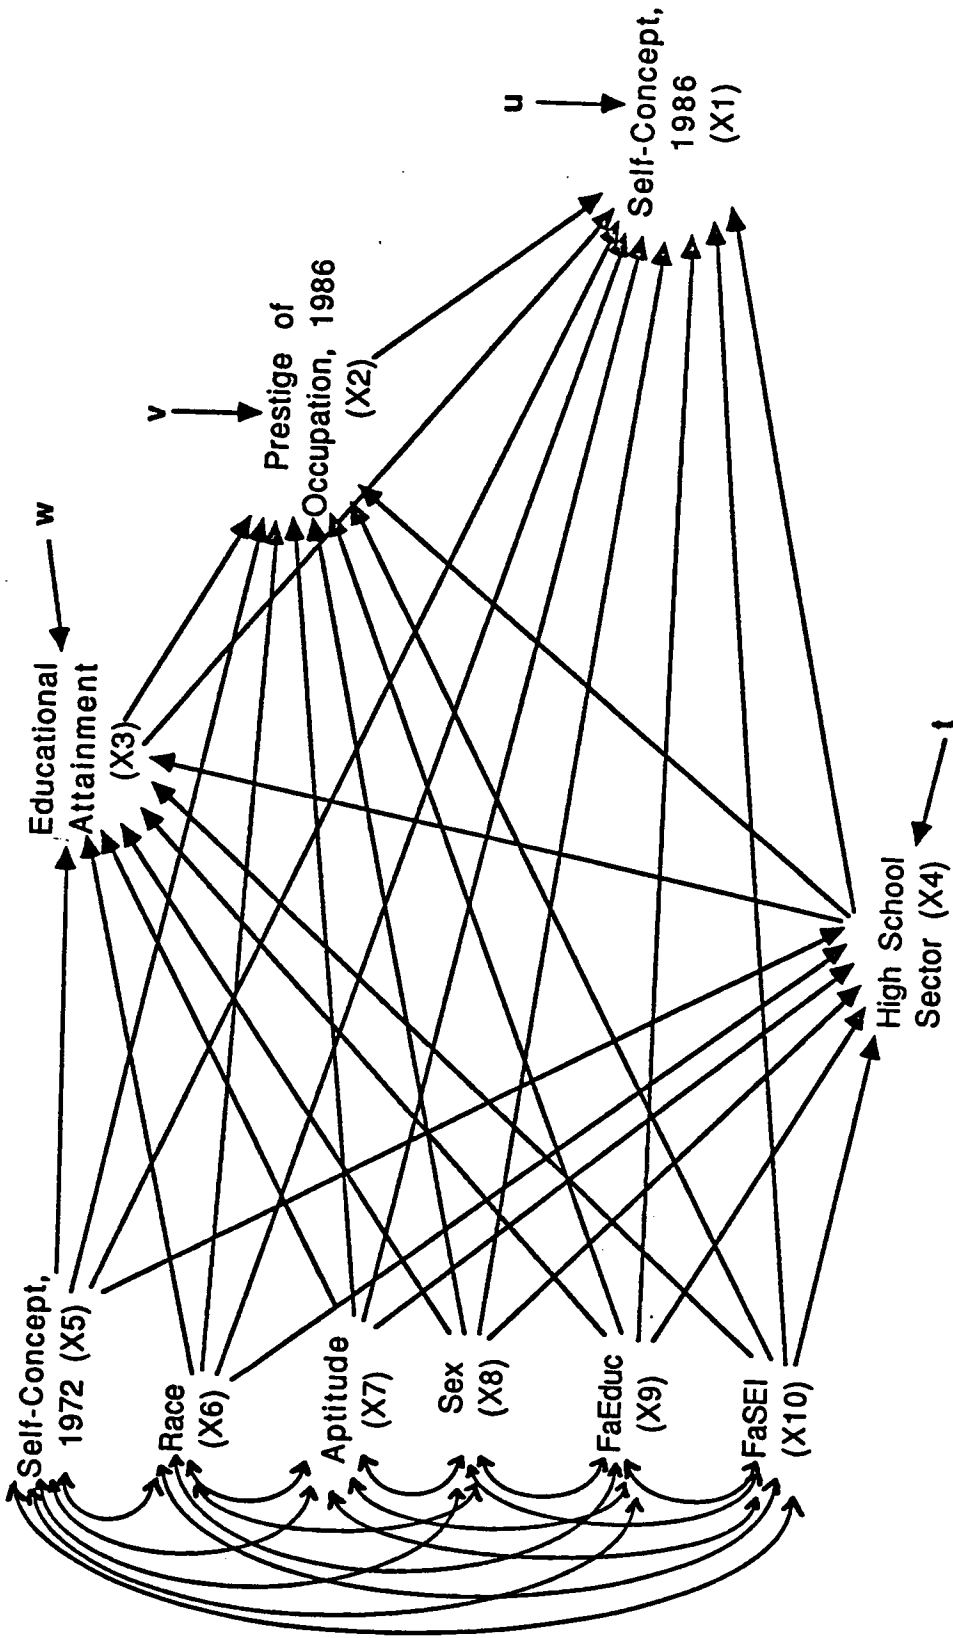 Self-Concept,
1972 (X5)
Race
(X6)
Aptitude
(X7)
Sex
(X8)
FaEduc
(X9)
FaSEI
(X10)
Educational
Attainment
(X3)
w
High School
Sector (X4)
t
v
Prestige of
Occupation, 1986
(X2)
u
Self-Concept,
1986
(X1)